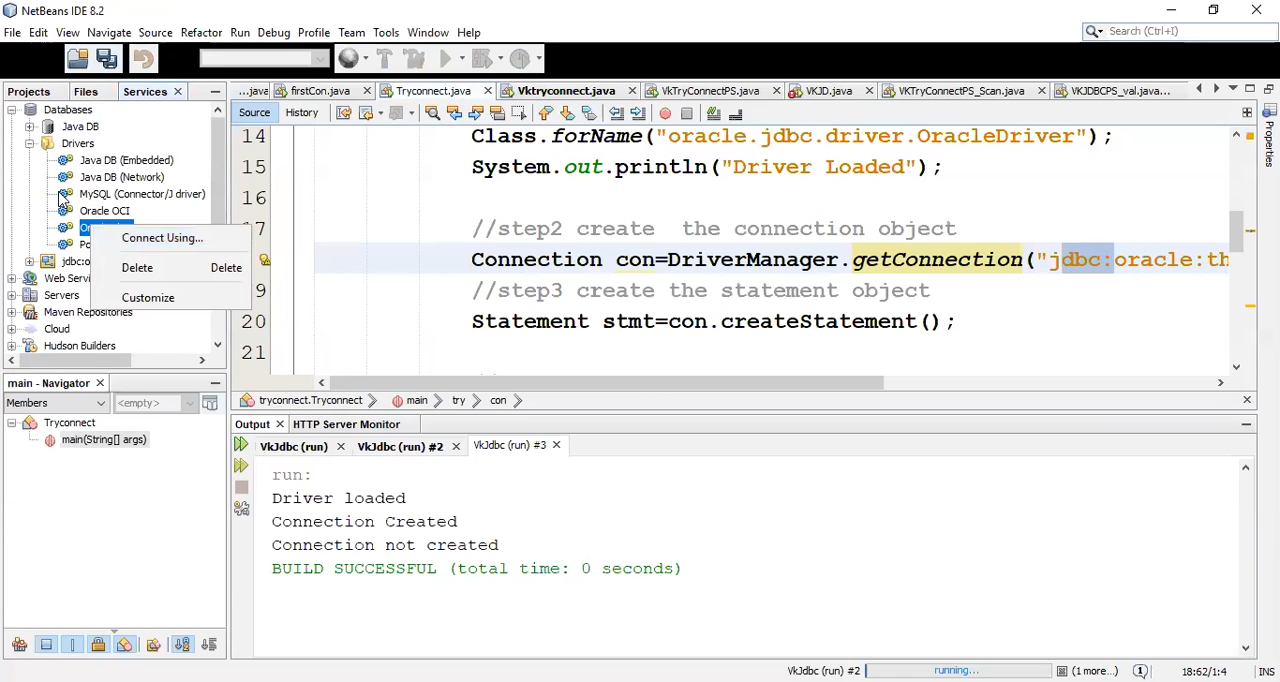 NetBeans IDE 8.2
File Edit View Navigate Source Refactor Run Debug Profile Team Tools Window Help
Search (Ctrl+I)
Projects Files Services
...java firstCon.java Tryconnect.java Vktryconnect.java VKTryConnectPS.java VKJD.java VKTryConnectPS_Scan.java VKJDBCPS_val.java...
Source History
Databases
Java DB
Drivers
Java DB (Embedded)
Java DB (Network)
MySQL (Connector/J driver)
Oracle OCI
Po
jdbc:o
Web Servi
Servers
Maven Repositories
Cloud
Hudson Builders
Connect Using...
Delete Delete
Customize
14 Class.forName("oracle.jdbc.driver.OracleDriver");
15 System.out.println("Driver Loaded");
16
17 //step2 create the connection object
Connection con=DriverManager.getConnection("jdbc:oracle:th
9 //step3 create the statement object
20 Statement stmt=con.createStatement();
21
tryconnect.Tryconnect main try con
main - Navigator
Members <empty>
Tryconnect
main(String[] args)
Output HTTP Server Monitor
VkJdbc (run) VkJdbc (run) #2 VkJdbc (run) #3
run:
Driver loaded
Connection Created
Connection not created
BUILD SUCCESSFUL (total time: 0 seconds)
Properties
VkJdbc (run) #2 running... (1 more...) 18:62/1:4 INS